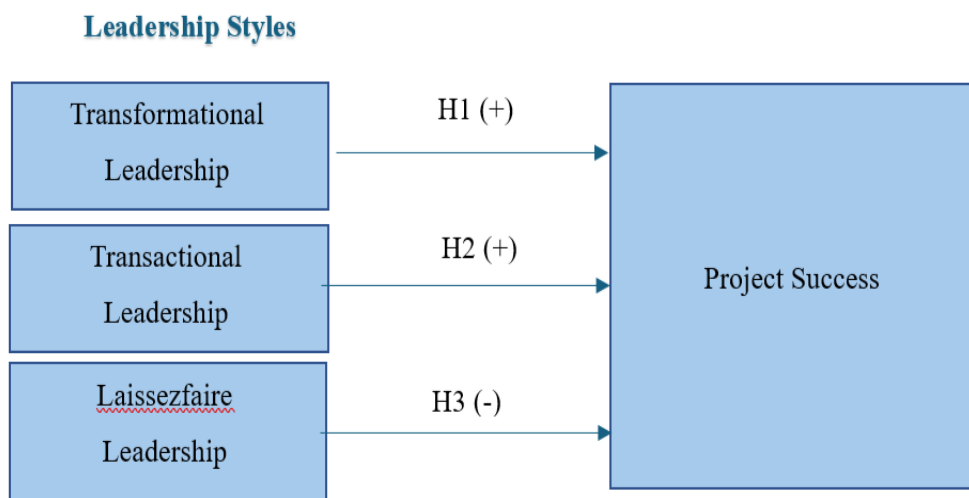 Leadership Styles
Transformational
Leadership
H1 (+)
Transactional
Leadership
H2 (+)
Project Success
Laissezfaire
Leadership
H3 (-)